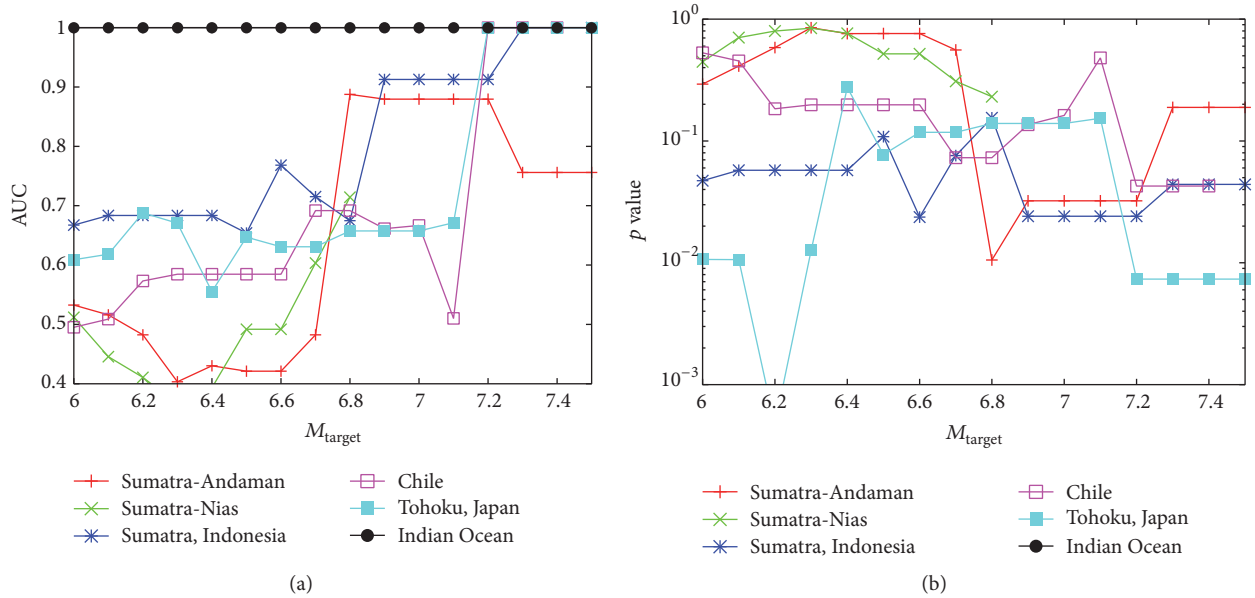 1
0.9
0.8
0.7
0.6
0.5
0.4
AUC
6 6.2 6.4 6.6 6.8 7 7.2 7.4
M_target
Sumatra-Andaman
Sumatra-Nias
Sumatra, Indonesia
Chile
Tohoku, Japan
Indian Ocean
(a)
10^0
10^−1
10^−2
10^−3
p value
6 6.2 6.4 6.6 6.8 7 7.2 7.4
M_target
Sumatra-Andaman
Sumatra-Nias
Sumatra, Indonesia
Chile
Tohoku, Japan
Indian Ocean
(b)